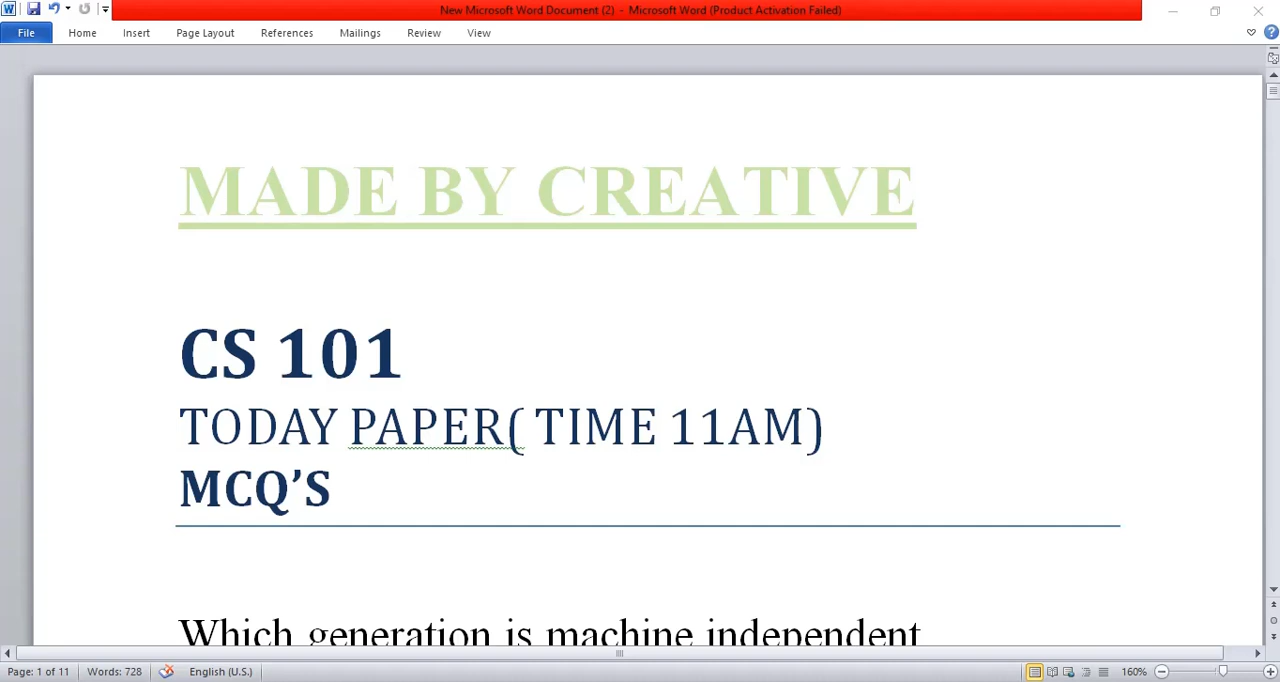 New Microsoft Word Document (2) - Microsoft Word (Product Activation Failed)
File Home Insert Page Layout References Mailings Review View
MADE BY CREATIVE
CS 101
TODAY PAPER( TIME 11AM)
MCQ’S
Which generation is machine independent
Page: 1 of 11 Words: 728 English (U.S.) 160%